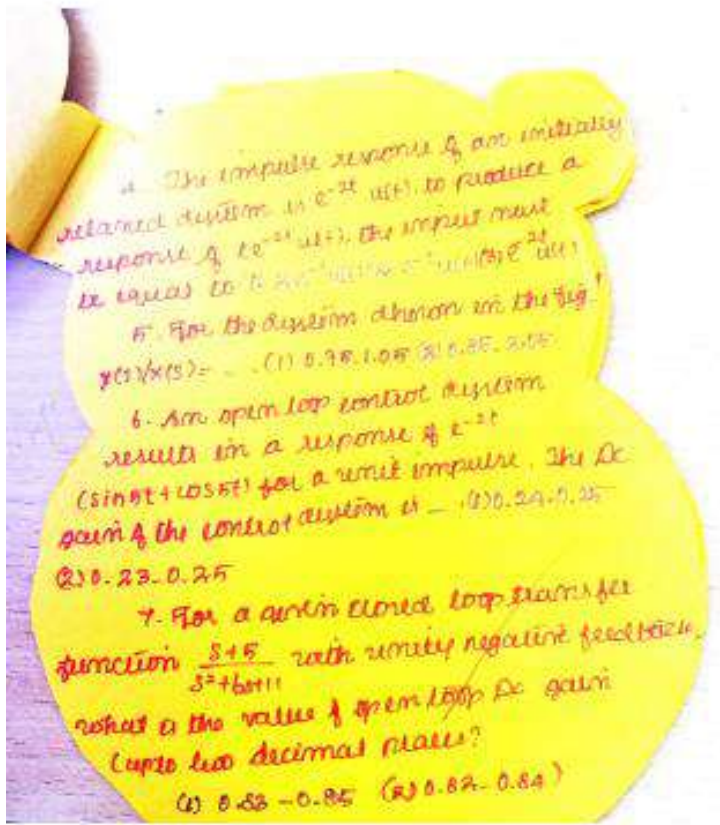 The impulse response of an initially
relaxed system is e⁻²ᵗ u(t). to produce a
response of te⁻²ᵗ u(t), the input must
be equal to
5. For the system shown in the fig.
y(s)/x(s)= - . (1) 0.95.1.05 (2) 0.95.2.05
6. An open loop control system
results in a response of e⁻²ᵗ
(sin5t+cos5t) for a unit impulse. The Dc
gain of the control system is - .(1)0.24-0.25
(2)0.23-0.25
7. For a given closed loop transfer
function s+5/s²+6s+11 with unity negative feedback,
what is the value of open loop Dc gain
(upto two decimal places?
(1) 0.83-0.85 (2) 0.82-0.84)